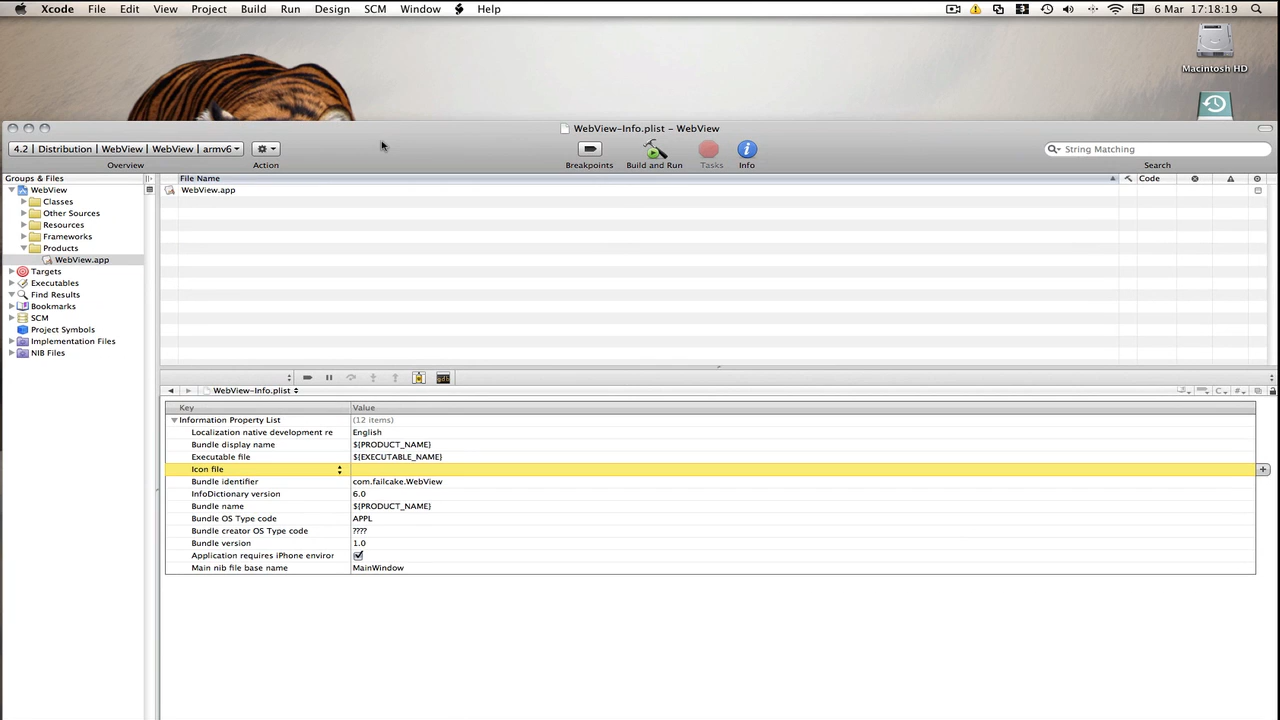 Xcode File Edit View Project Build Run Design SCM Window Help 6 Mar 17:18:19
Macintosh HD
WebView-Info.plist - WebView
4.2 | Distribution | WebView | WebView | armv6
String Matching
Overview Action Breakpoints Build and Run Tasks Info Search
Groups & Files
WebView
Classes
Other Sources
Resources
Frameworks
Products
WebView.app
Targets
Executables
Find Results
Bookmarks
SCM
Project Symbols
Implementation Files
NIB Files
File Name Code
WebView.app
WebView-Info.plist
Key Value
Information Property List (12 items)
Localization native development re English
Bundle display name ${PRODUCT_NAME}
Executable file ${EXECUTABLE_NAME}
Icon file
Bundle identifier com.failcake.WebView
InfoDictionary version 6.0
Bundle name ${PRODUCT_NAME}
Bundle OS Type code APPL
Bundle creator OS Type code ????
Bundle version 1.0
Application requires iPhone enviror
Main nib file base name MainWindow